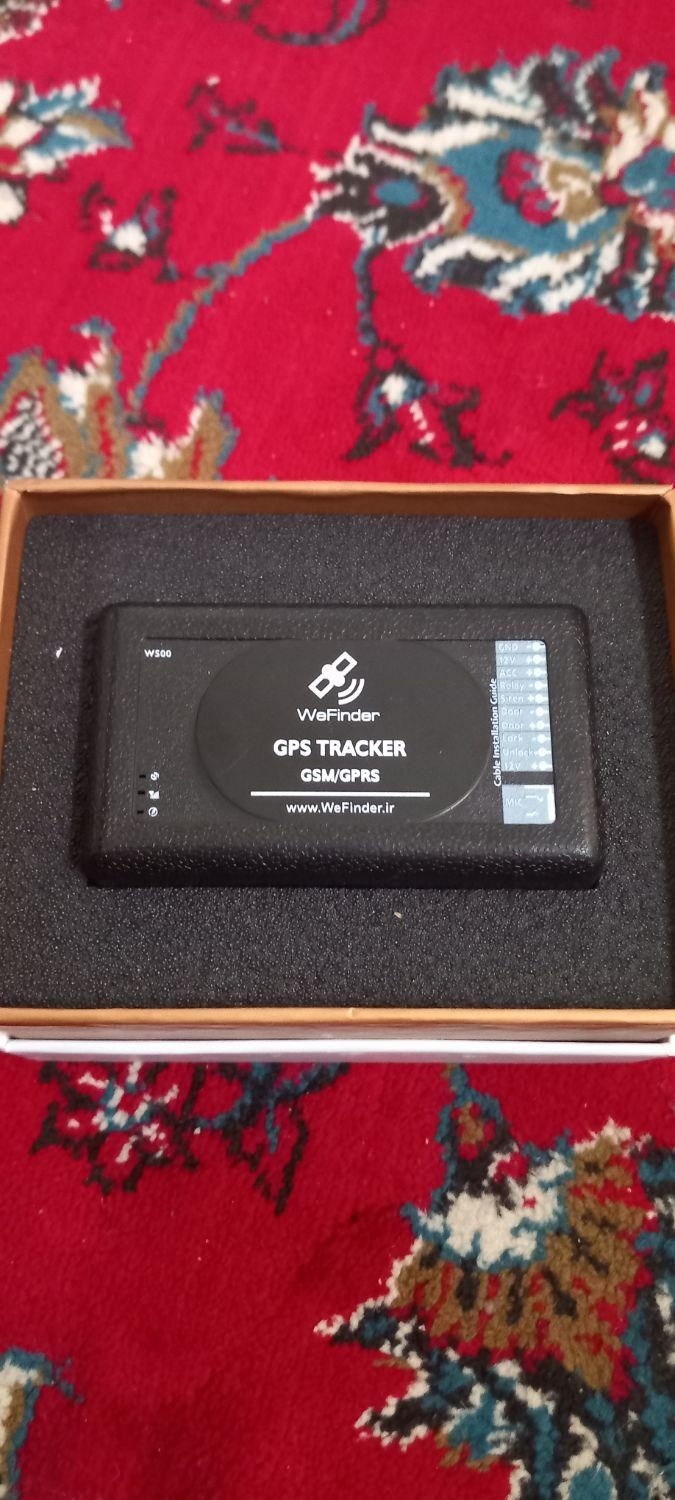 W500
WeFinder
GPS TRACKER
GSM/GPRS
www.WeFinder.ir
Cable Installation Guide
GND -
12V +
ACC +
Relay -
Siren +
Door -
Door +
Lock -
Unlock -
12V +
MIC